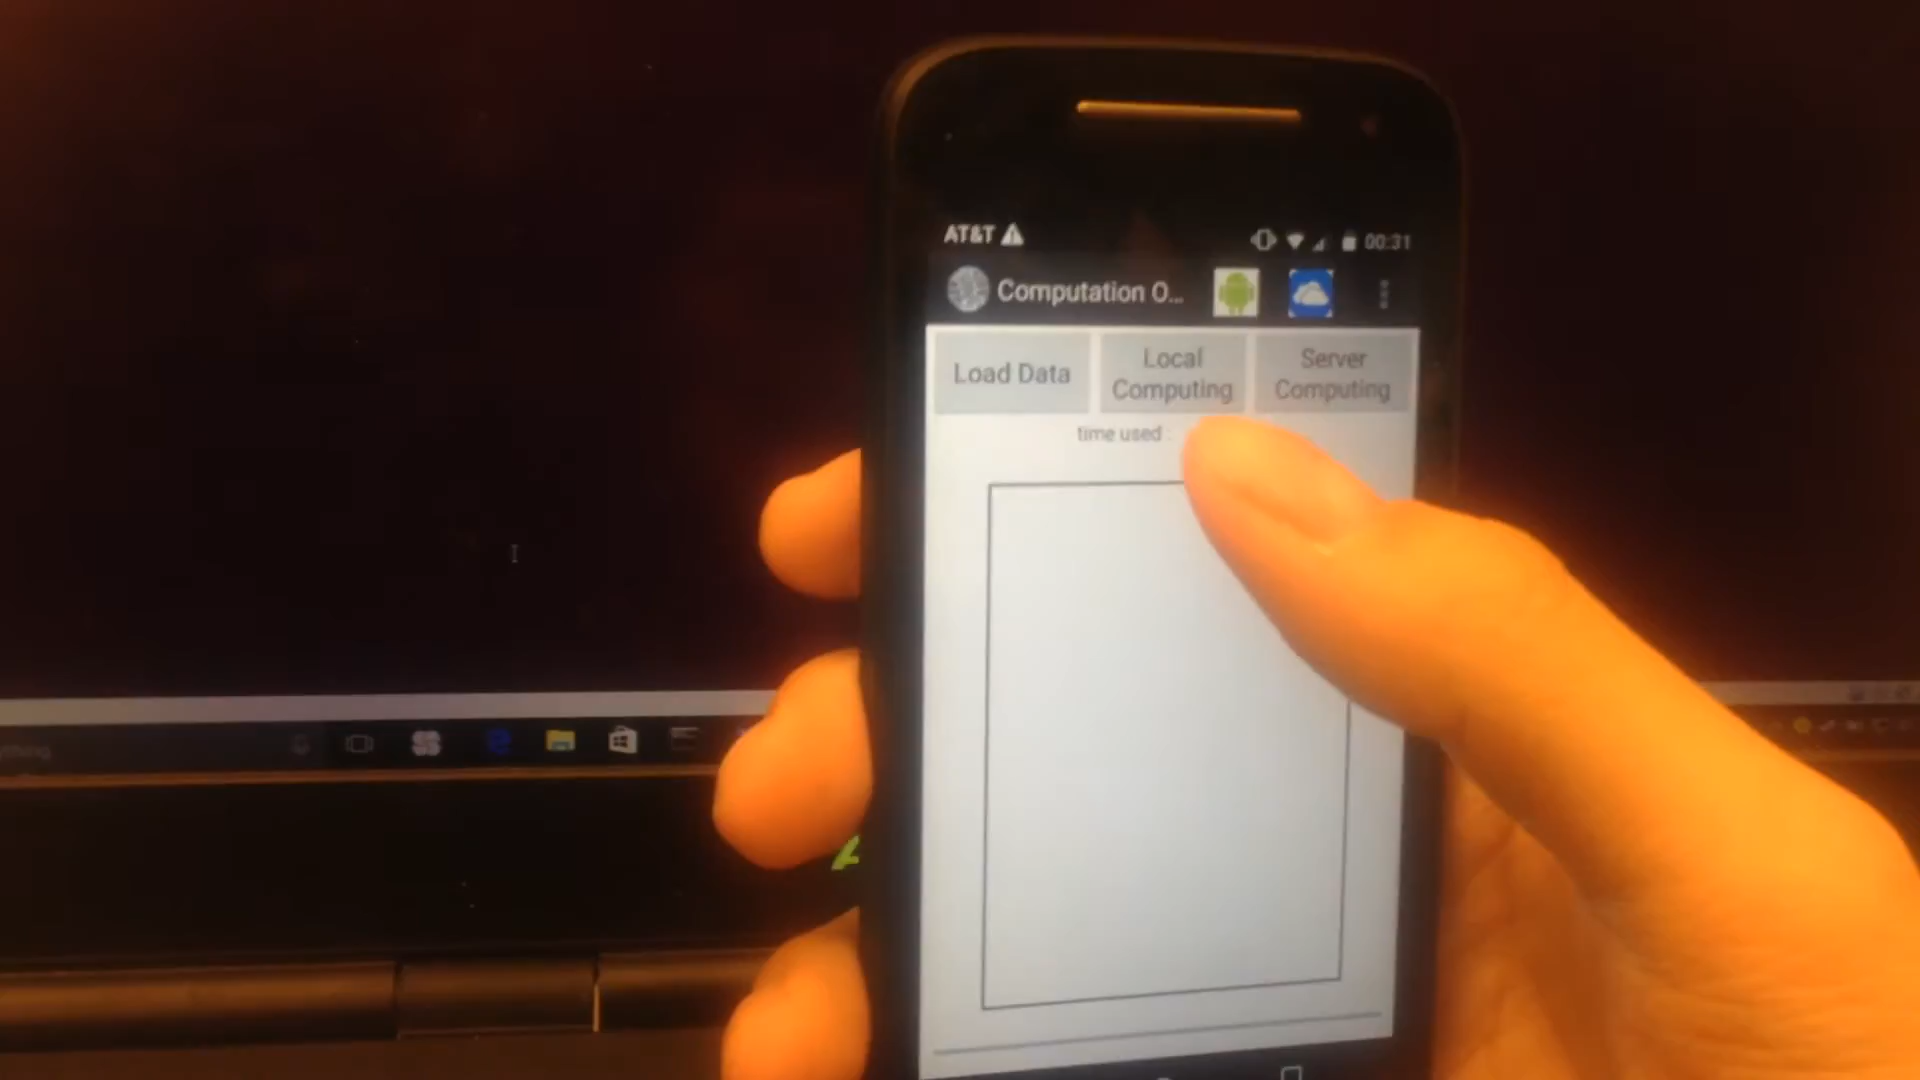 AT&T
00:31
Computation O...
Load Data
Local
Computing
Server
Computing
time used :